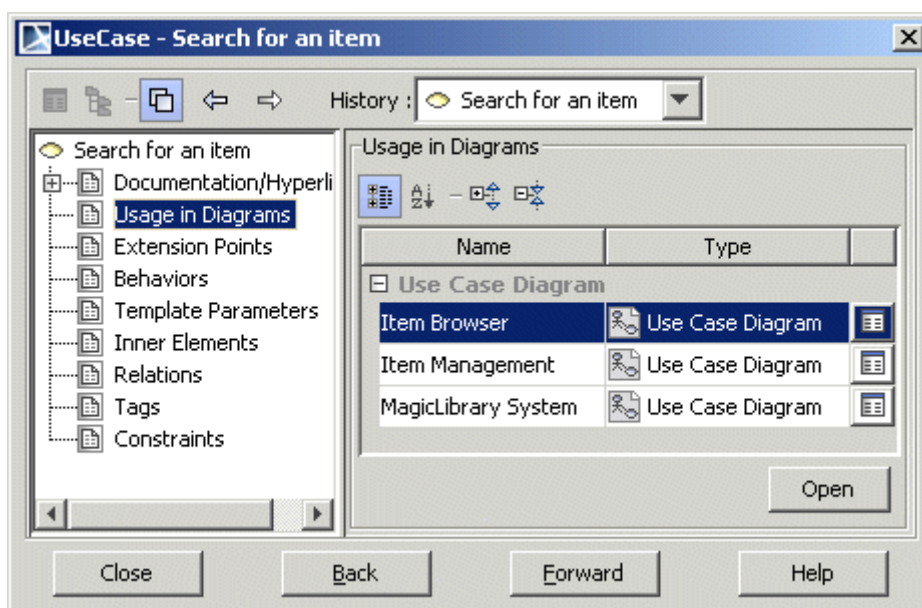 UseCase - Search for an item
History : Search for an item
Search for an item
Documentation/Hyperli
Usage in Diagrams
Extension Points
Behaviors
Template Parameters
Inner Elements
Relations
Tags
Constraints
Usage in Diagrams
Name Type
Use Case Diagram
Item Browser Use Case Diagram
Item Management Use Case Diagram
MagicLibrary System Use Case Diagram
Open
Close Back Forward Help